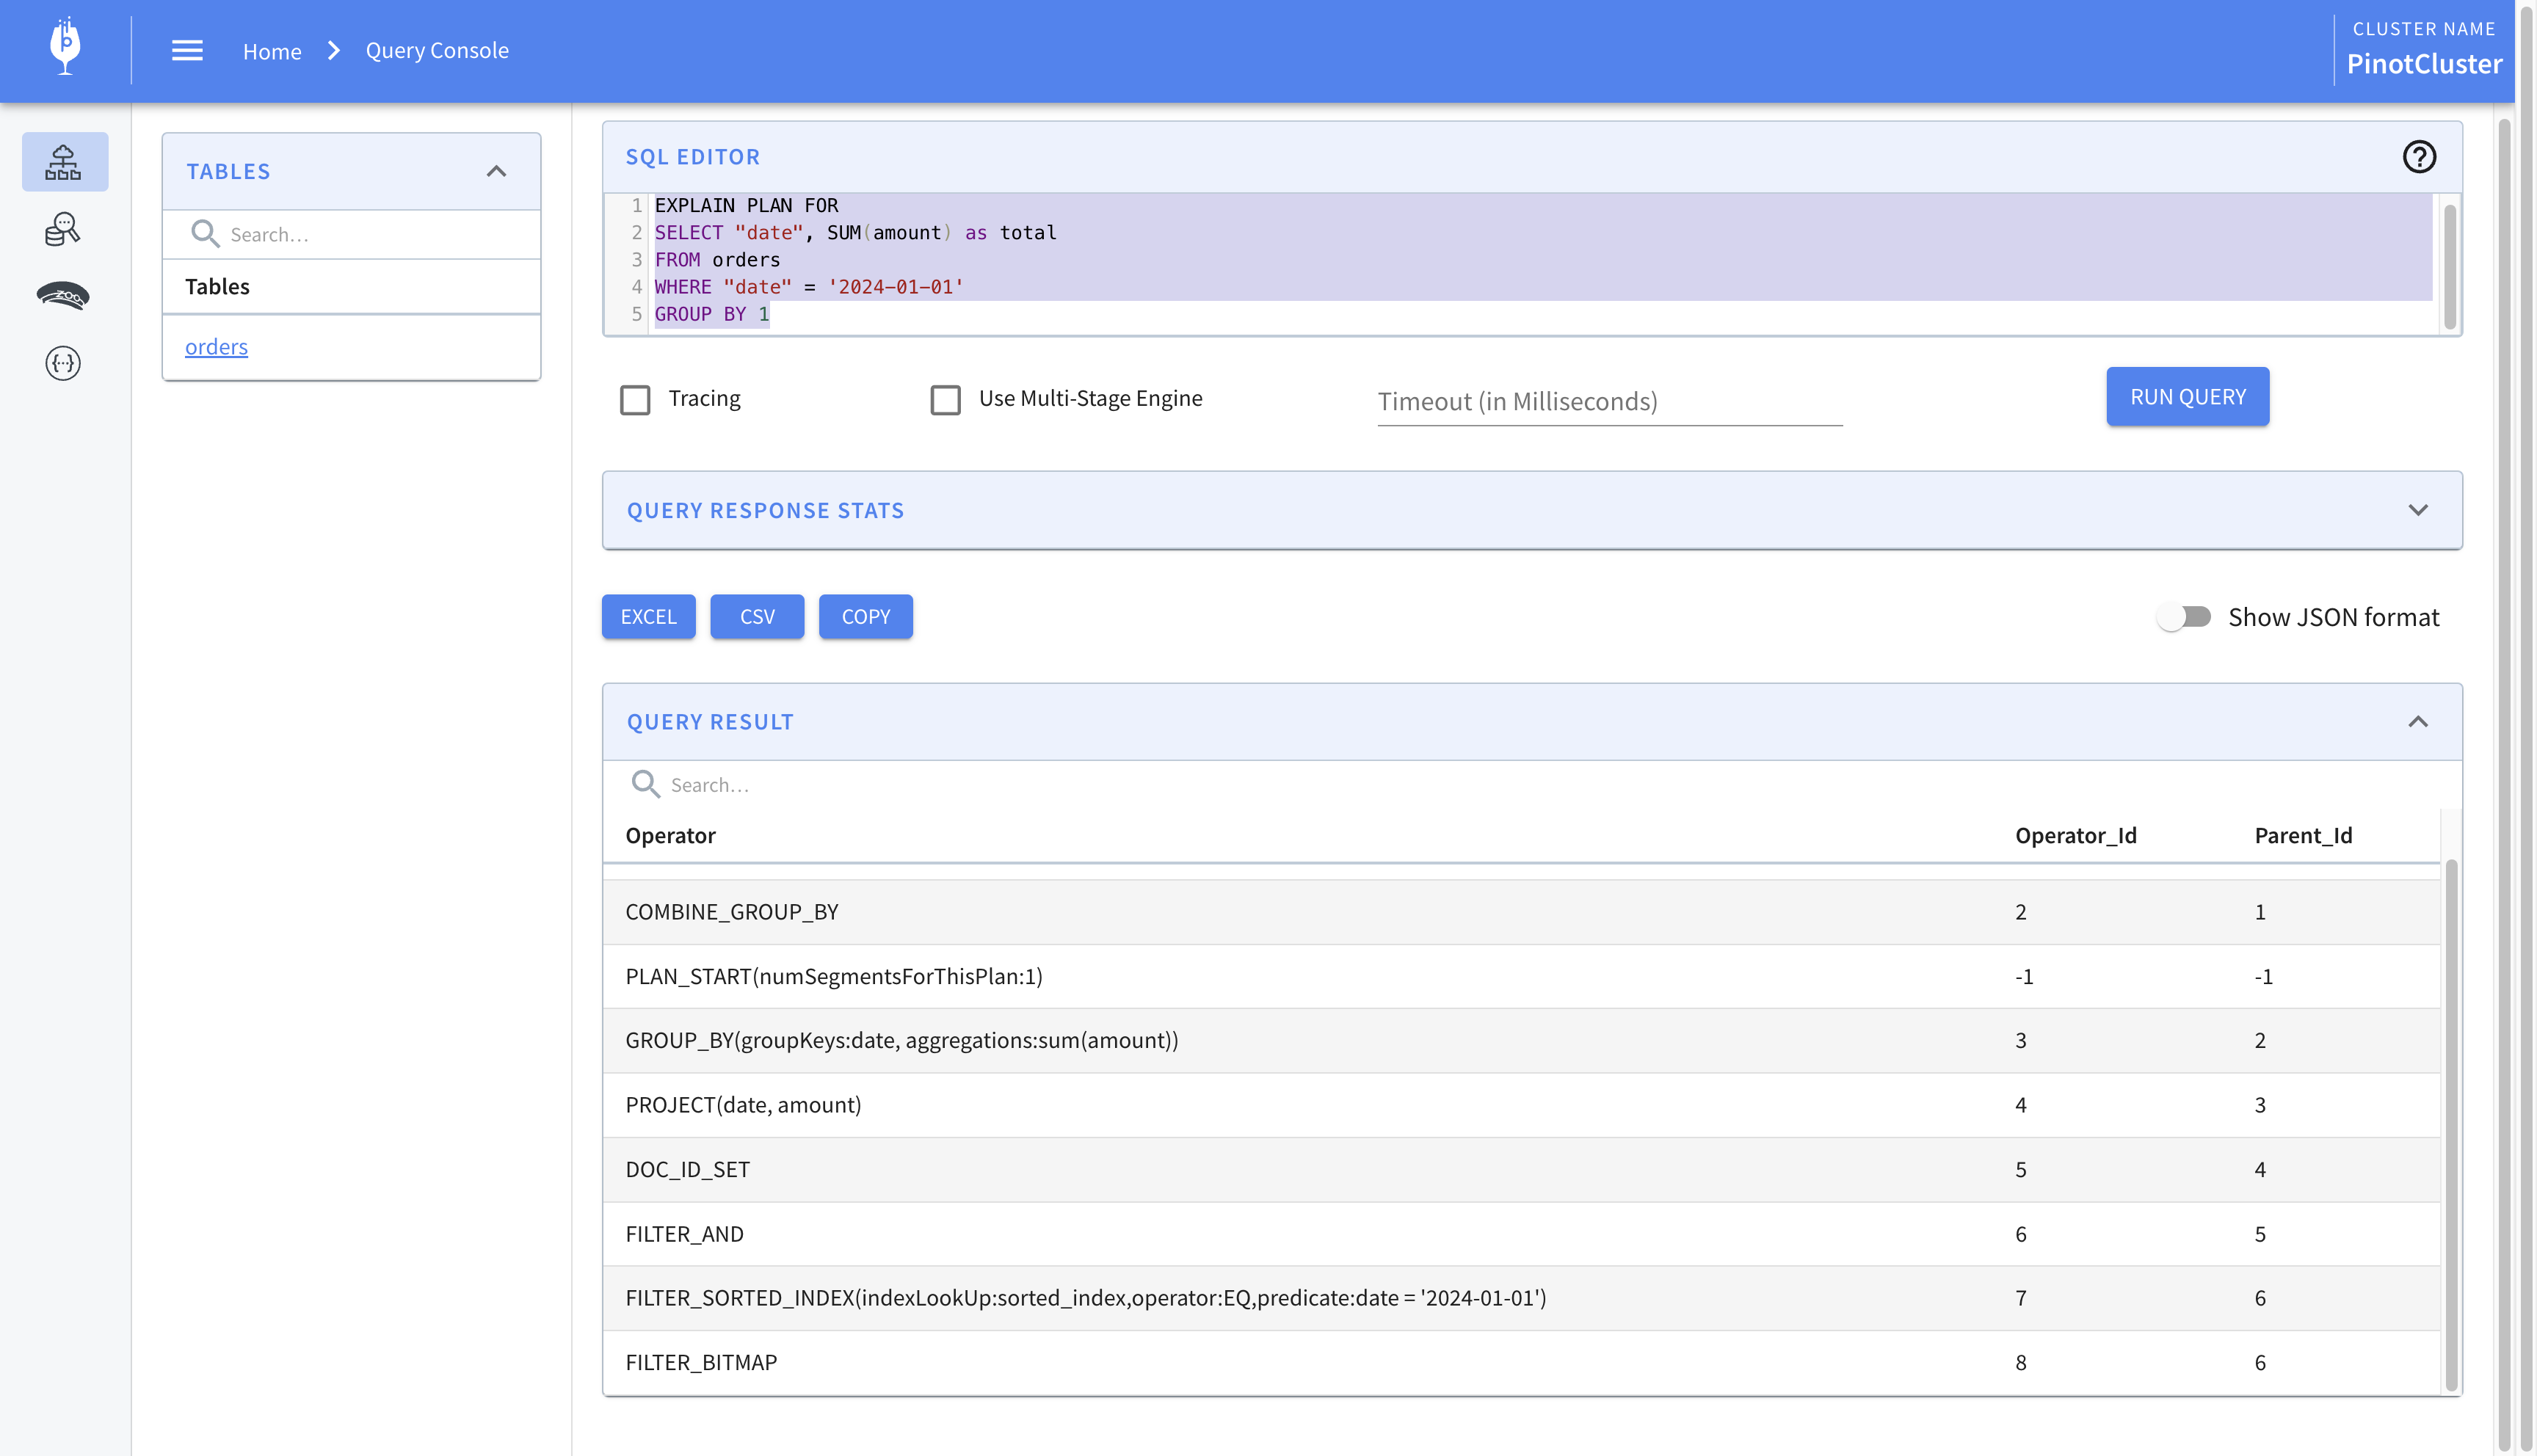 Home
Query Console
CLUSTER NAME
PinotCluster
TABLES
Search...
Tables
orders
SQL EDITOR
1 EXPLAIN PLAN FOR
2 SELECT "date", SUM(amount) as total
3 FROM orders
4 WHERE "date" = '2024-01-01'
5 GROUP BY 1
Tracing
Use Multi-Stage Engine
Timeout (in Milliseconds)
RUN QUERY
QUERY RESPONSE STATS
EXCEL CSV COPY
Show JSON format
QUERY RESULT
Search...
Operator Operator_Id Parent_Id
COMBINE_GROUP_BY 2 1
PLAN_START(numSegmentsForThisPlan:1) -1 -1
GROUP_BY(groupKeys:date, aggregations:sum(amount)) 3 2
PROJECT(date, amount) 4 3
DOC_ID_SET 5 4
FILTER_AND 6 5
FILTER_SORTED_INDEX(indexLookUp:sorted_index,operator:EQ,predicate:date = '2024-01-01') 7 6
FILTER_BITMAP 8 6